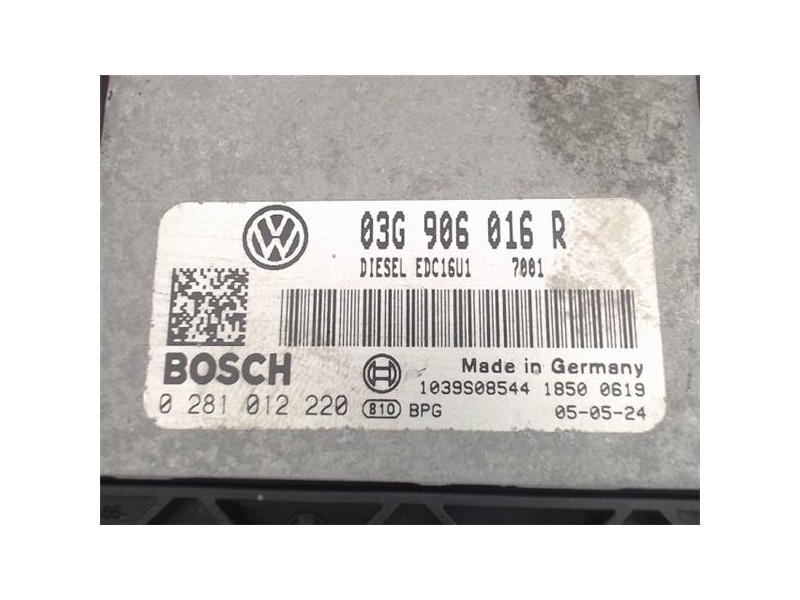 03G 906 016 R
DIESEL EDC16U1 7001
BOSCH
Made in Germany
1039S08544 1850 0619
0 281 012 220 810 BPG 05-05-24